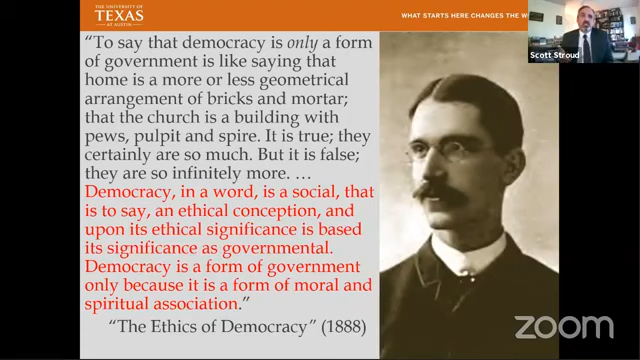 THE UNIVERSITY OF
TEXAS
AT AUSTIN
WHAT STARTS HERE CHANGES THE W
Scott Stroud
“To say that democracy is only a form
of government is like saying that
home is a more or less geometrical
arrangement of bricks and mortar;
that the church is a building with
pews, pulpit and spire. It is true; they
certainly are so much. But it is false;
they are so infinitely more. …
Democracy, in a word, is a social, that
is to say, an ethical conception, and
upon its ethical significance is based
its significance as governmental.
Democracy is a form of government
only because it is a form of moral and
spiritual association.”
“The Ethics of Democracy” (1888)
zoom